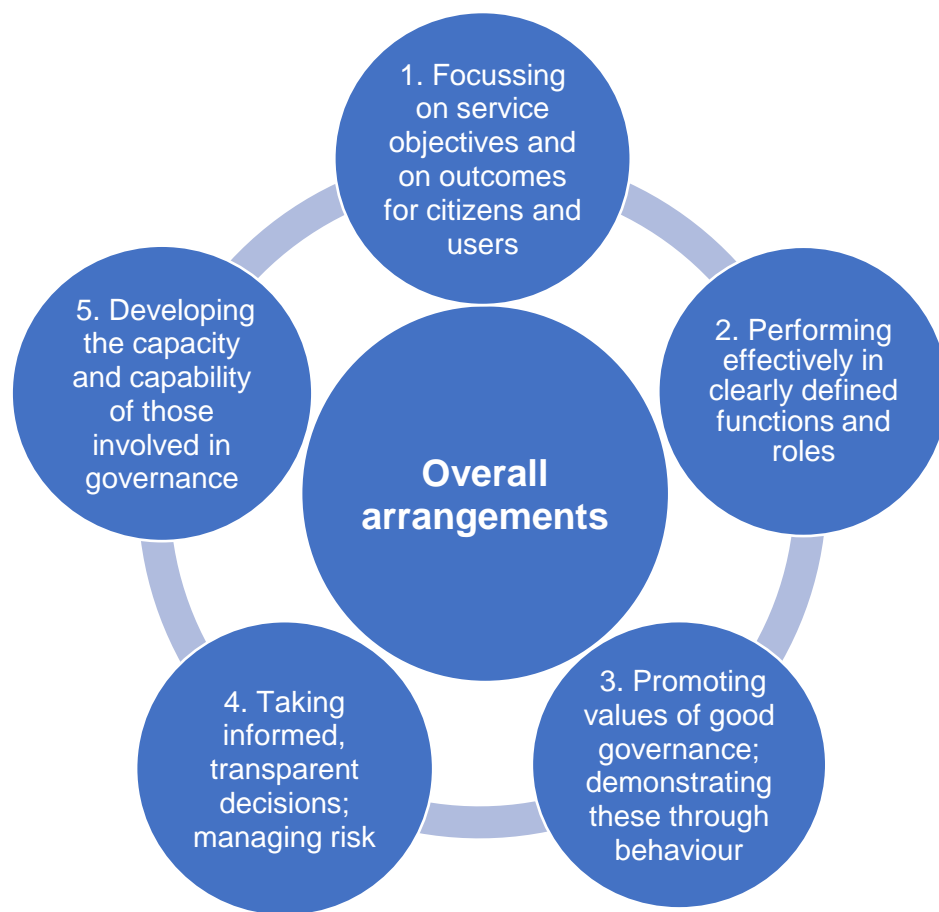 1. Focussing
on service
objectives and
on outcomes
for citizens and
users
2. Performing
effectively in
clearly defined
functions and
roles
3. Promoting
values of good
governance;
demonstrating
these through
behaviour
4. Taking
informed,
transparent
decisions;
managing risk
5. Developing
the capacity
and capability
of those
involved in
governance
Overall
arrangements